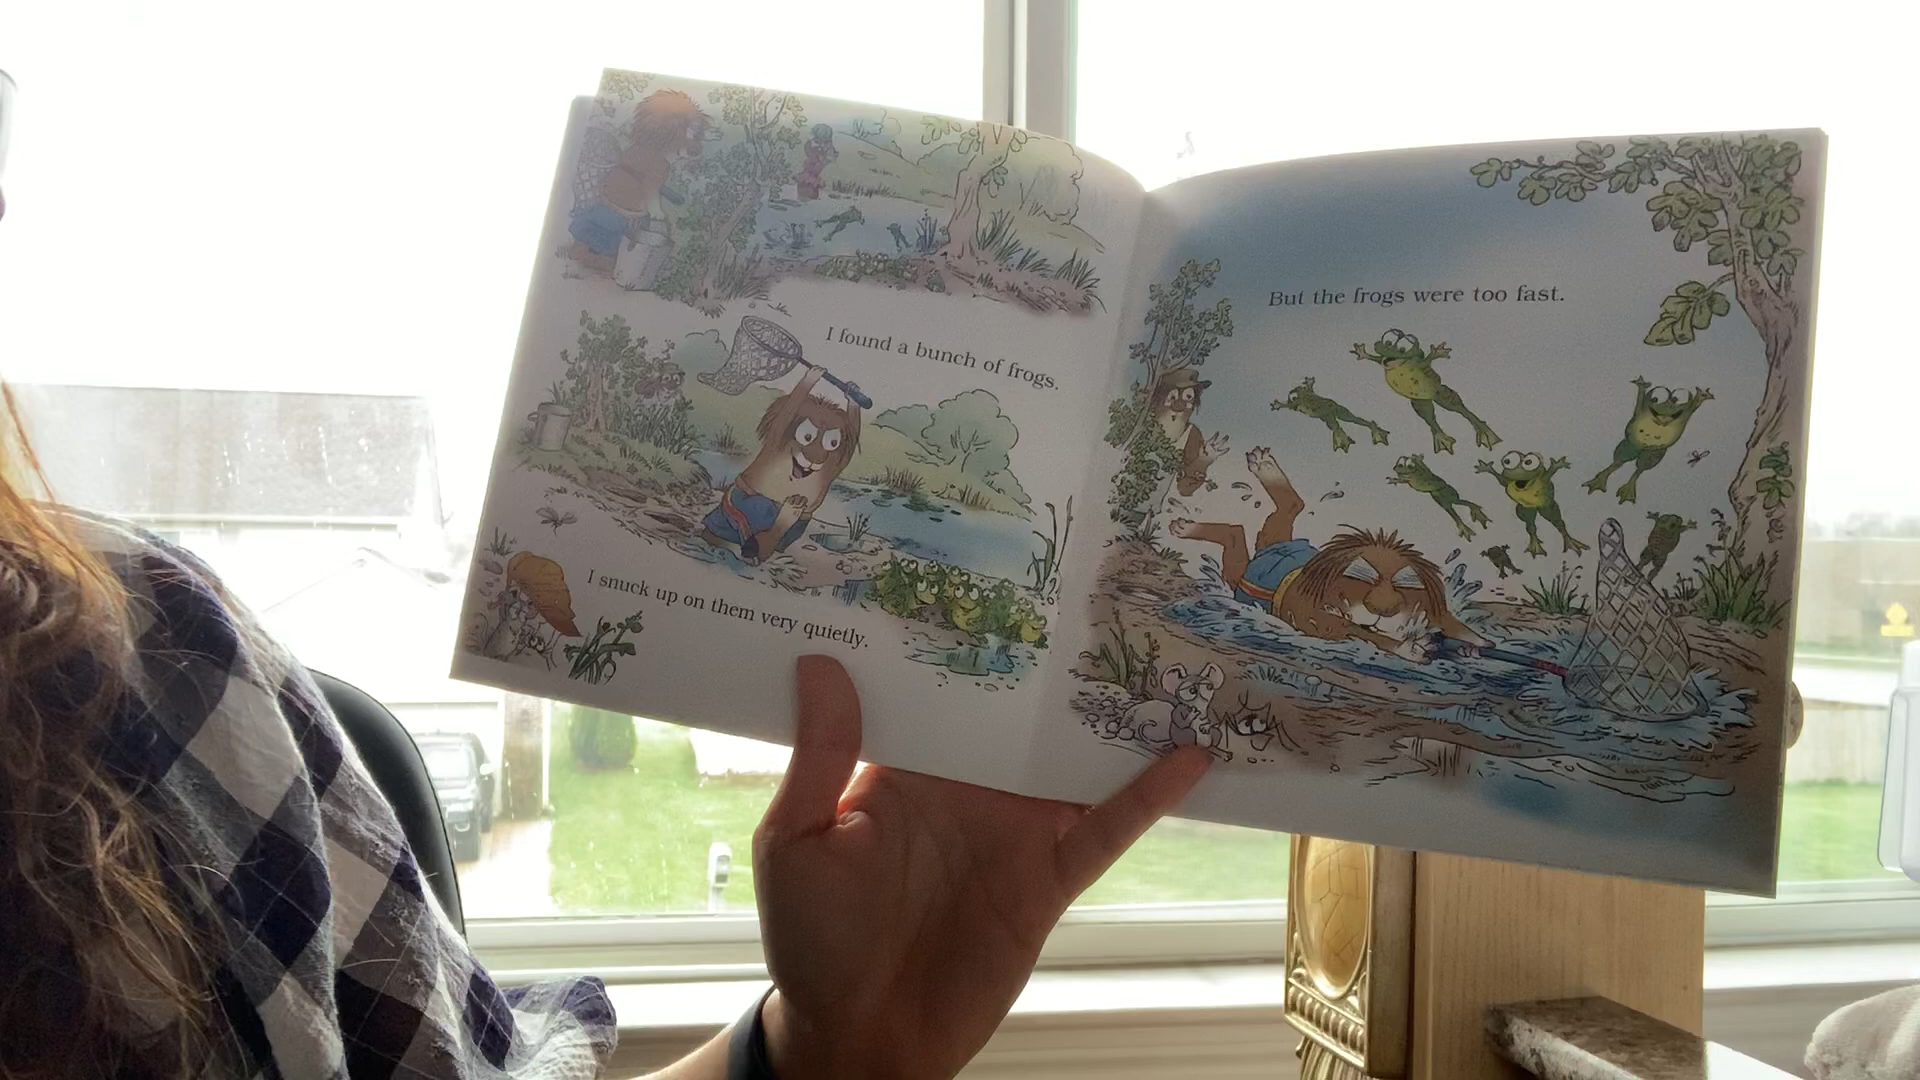 I found a bunch of frogs.
I snuck up on them very quietly.
But the frogs were too fast.